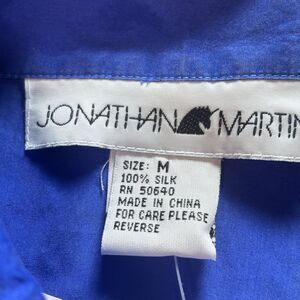 JONATHAN MARTIN
SIZE: M
100% SILK
RN 50640
MADE IN CHINA
FOR CARE PLEASE
REVERSE